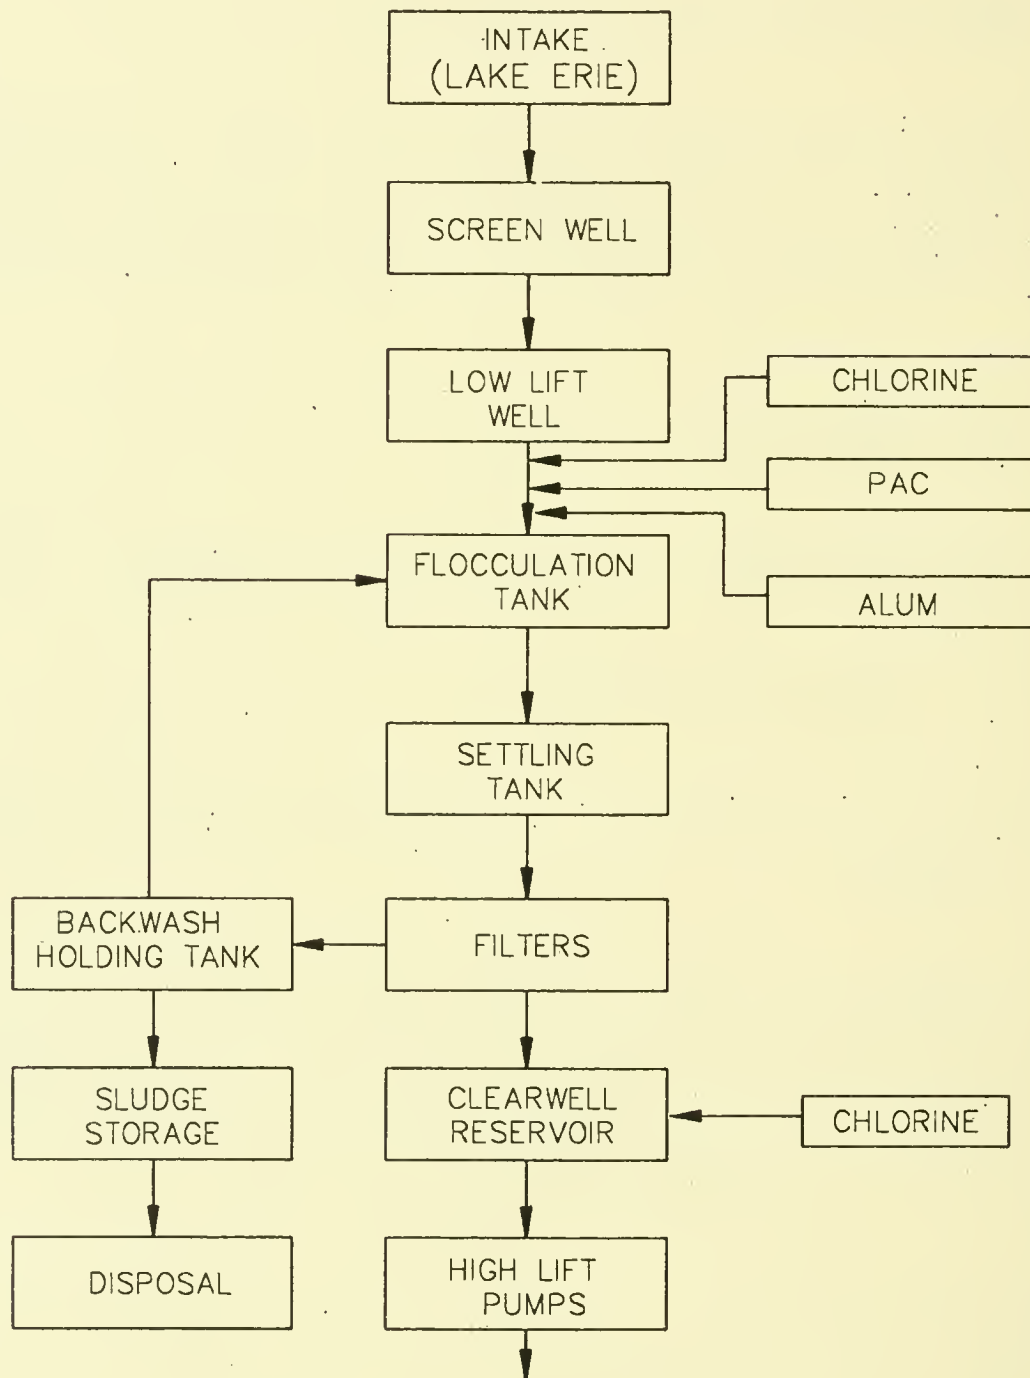 INTAKE
(LAKE ERIE)
SCREEN WELL
LOW LIFT
WELL
CHLORINE
PAC
ALUM
FLOCCULATION
TANK
SETTLING
TANK
BACKWASH
HOLDING TANK
FILTERS
SLUDGE
STORAGE
CLEARWELL
RESERVOIR
CHLORINE
DISPOSAL
HIGH LIFT
PUMPS